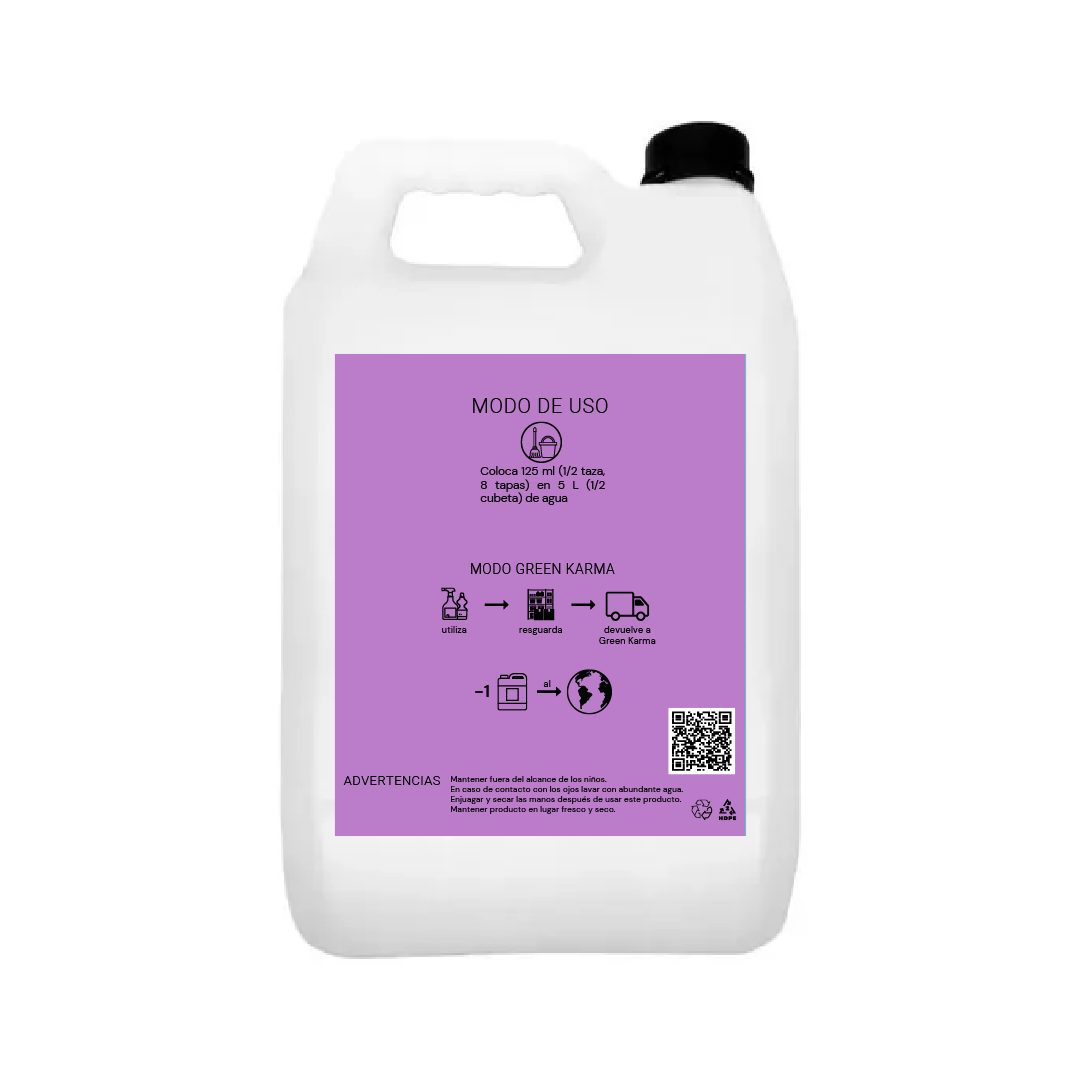 MODO DE USO
Coloca 125 ml (1/2 taza,
8 tapas) en 5 L (1/2
cubeta) de agua
MODO GREEN KARMA
utiliza
resguarda
devuelve a
Green Karma
-1
al
ADVERTENCIAS
Mantener fuera del alcance de los niños.
En caso de contacto con los ojos lavar con abundante agua.
Enjuagar y secar las manos después de usar este producto.
Mantener producto en lugar fresco y seco.
2
HDPE